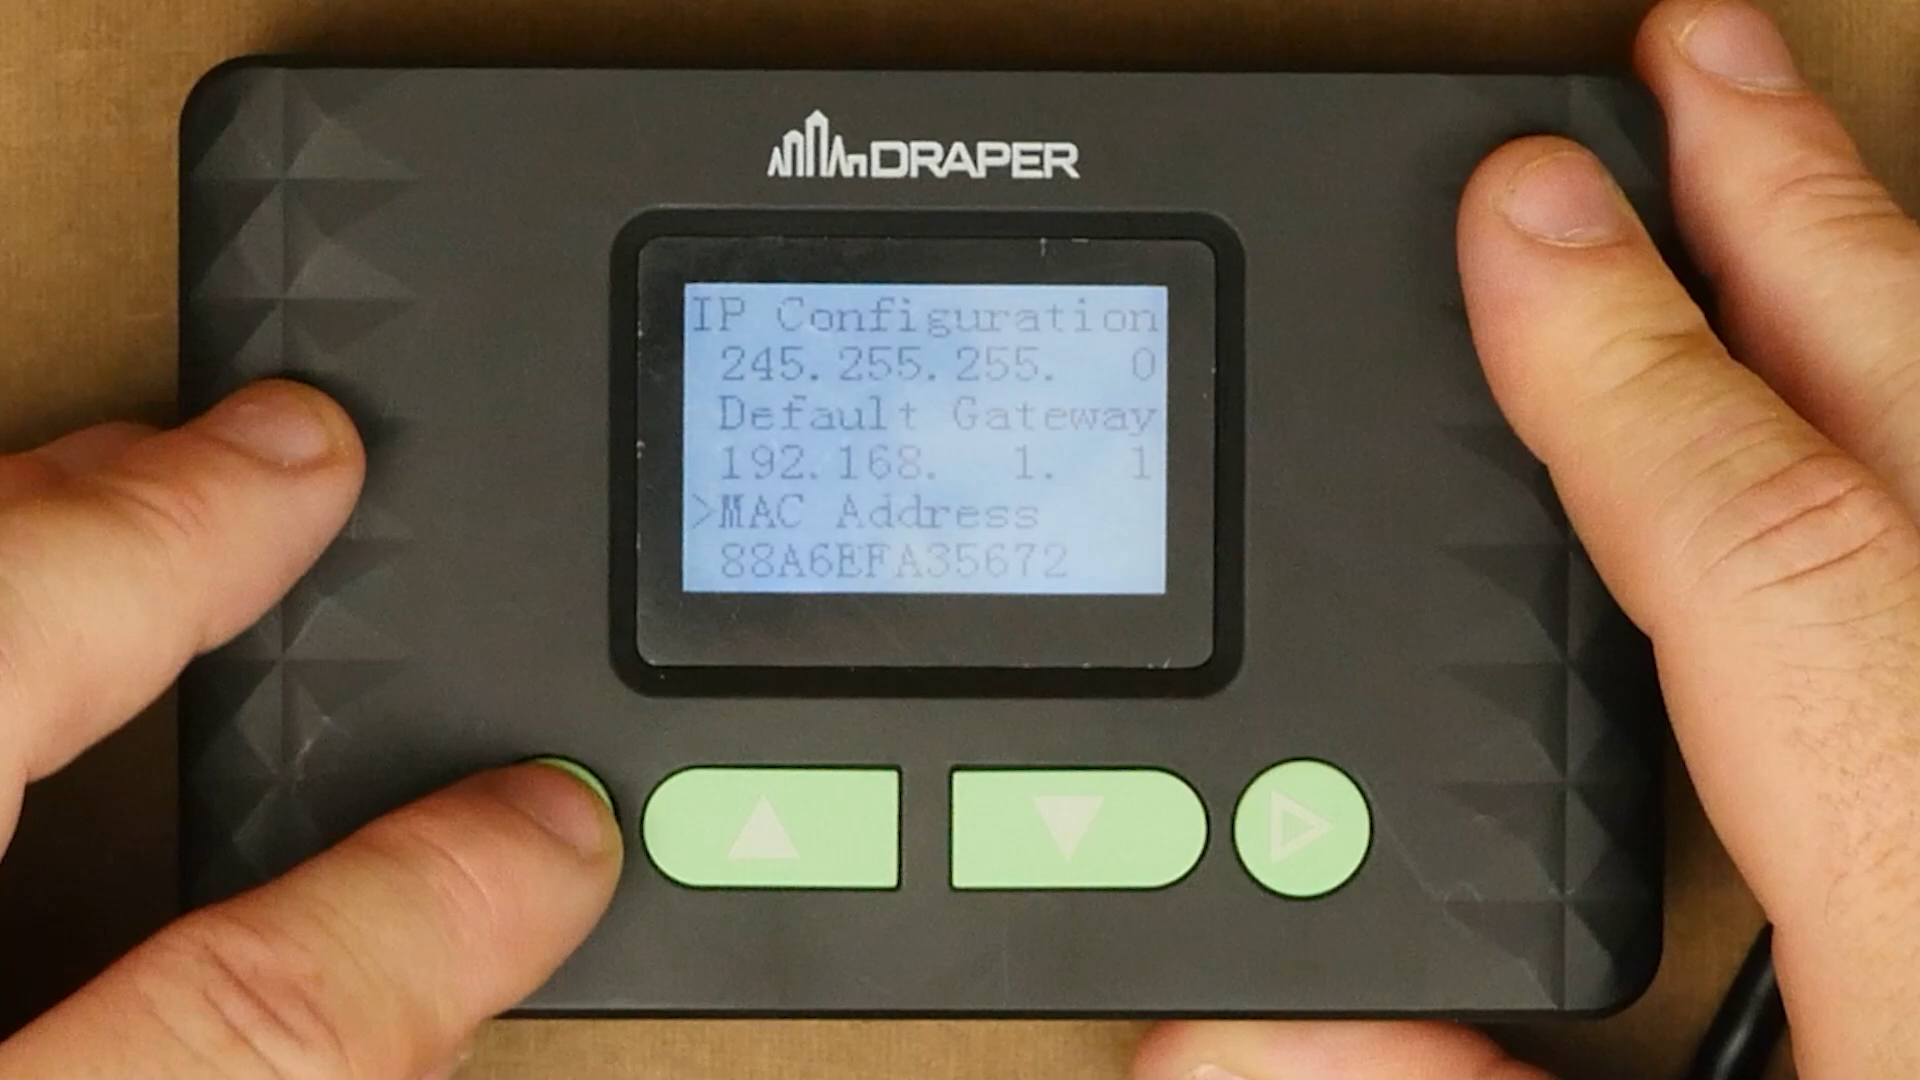 DRAPER
IP Configuration
245.255.255.  0
Default Gateway
192.168.  1.  1
>MAC Address
88A6EFA35672